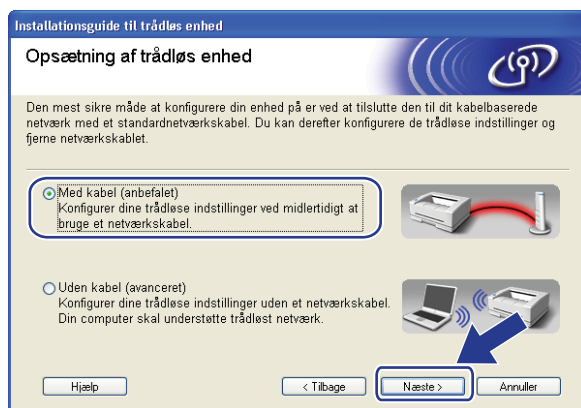 Installationsguide til trådløs enhed
Opsætning af trådløs enhed
Den mest sikre måde at konfigurere din enhed på er ved at tilslutte den til dit kabelbaserede
netværk med et standardnetværkskabel. Du kan derefter konfigurere de trådløse indstillinger og
fjerne netværkskablet.
Med kabel (anbefalet)
Konfigurer dine trådløse indstillinger ved midlertidigt at
bruge et netværkskabel.
Uden kabel (avanceret)
Konfigurer dine trådløse indstillinger uden et netværkskabel.
Din computer skal understøtte trådløst netværk.
Hjælp
< Tilbage
Næste >
Annuller